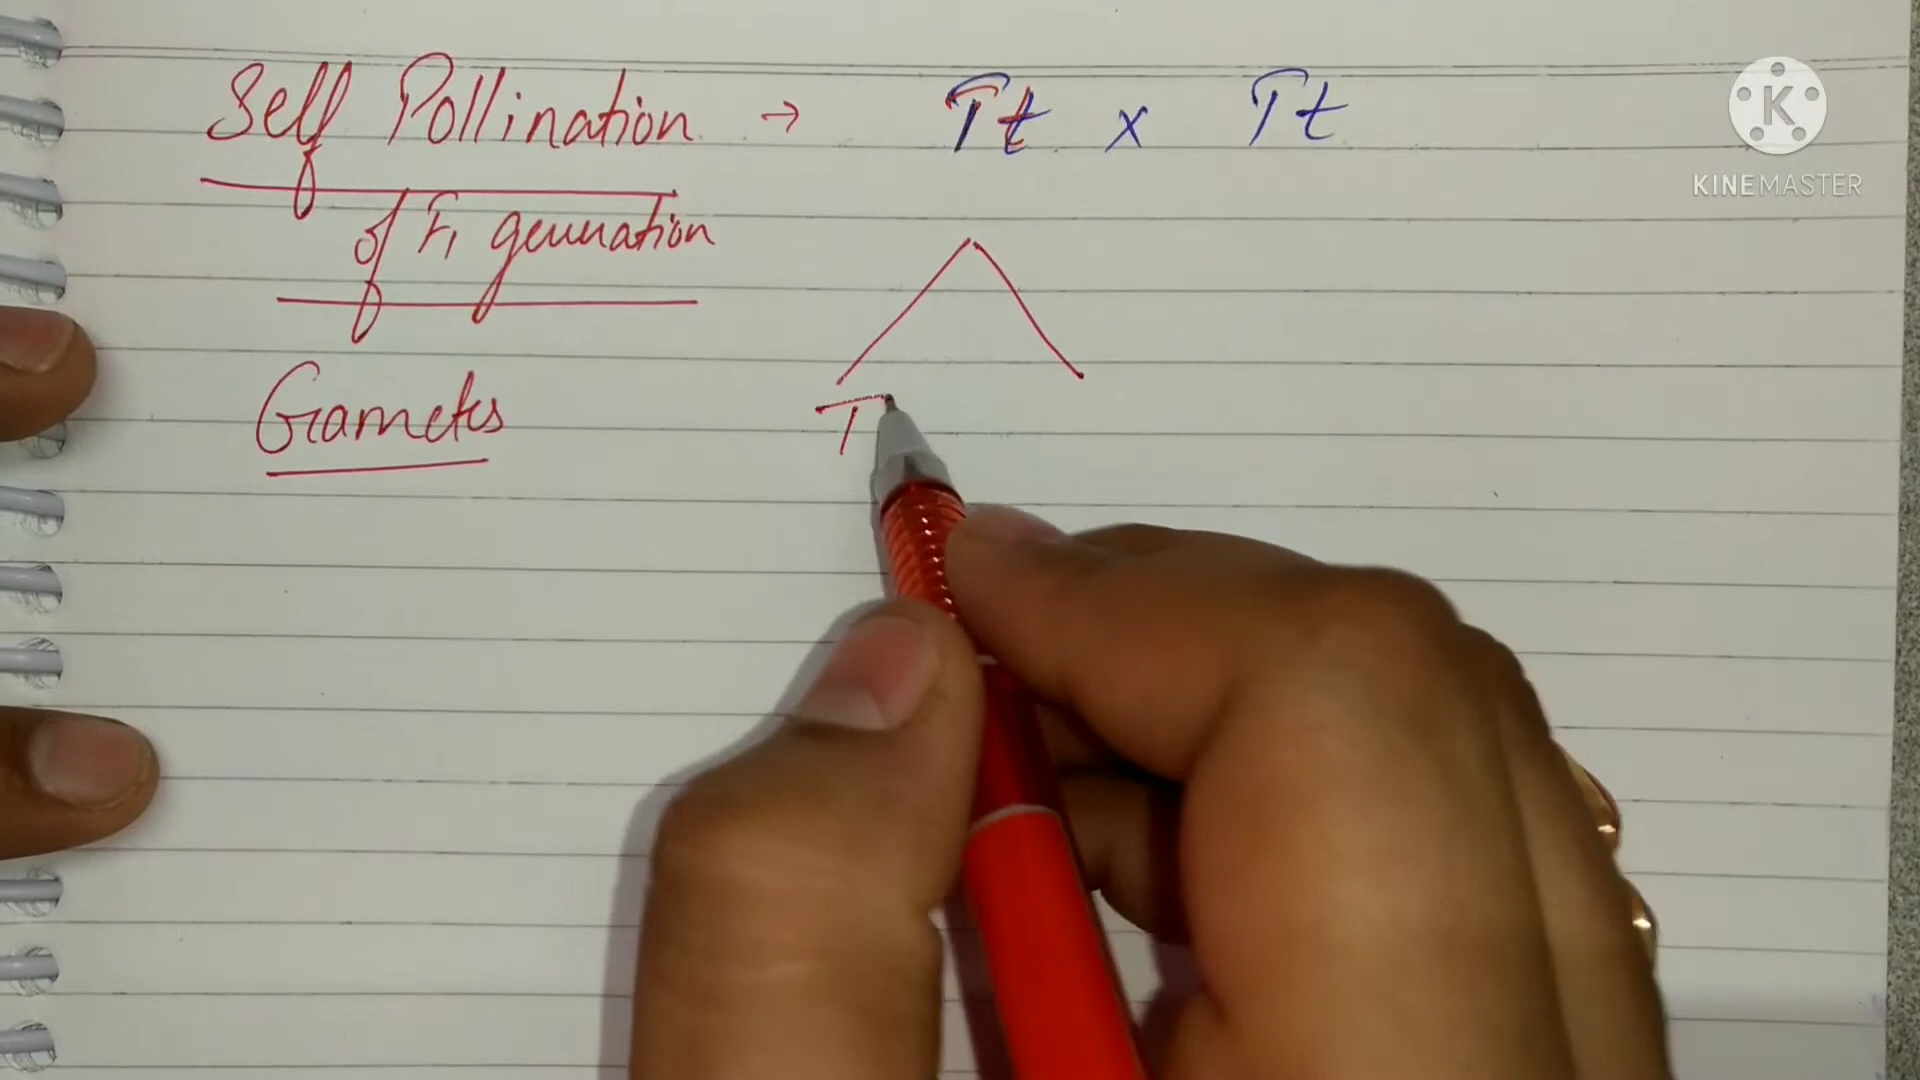 Self Pollination → Tt x Tt
of F1 generation
Gametes
T
K
KINEMASTER